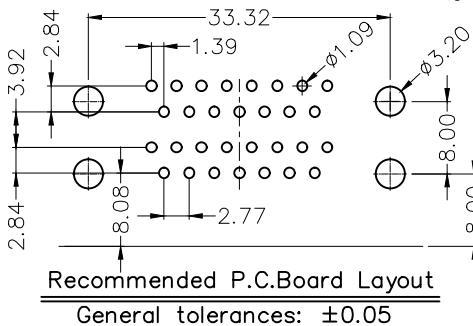 33.32
2.84
1.39
ø1.09
ø3.20
3.92
8.00
2.84
8.08
2.77
Recommended P.C.Board Layout
General tolerances: ±0.05